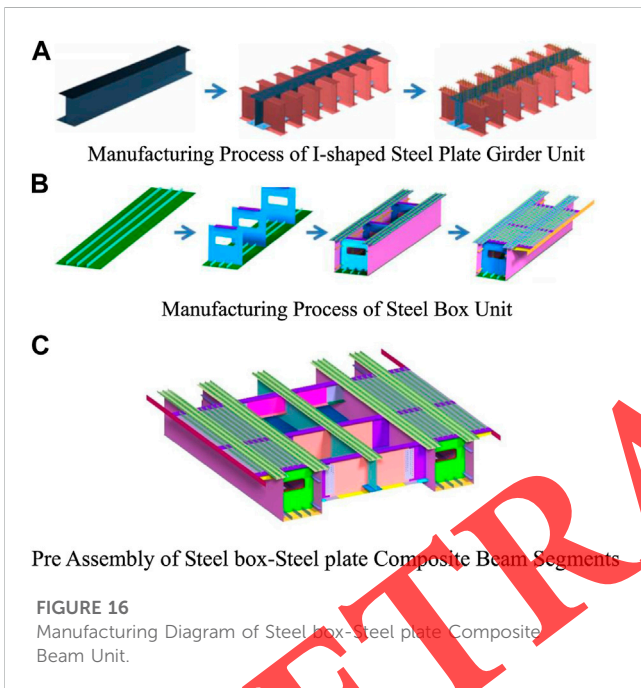 A
Manufacturing Process of I-shaped Steel Plate Girder Unit
B
Manufacturing Process of Steel Box Unit
C
Pre Assembly of Steel box-Steel plate Composite Beam Segments
FIGURE 16
Manufacturing Diagram of Steel box-Steel plate Composite
Beam Unit.
ETRA